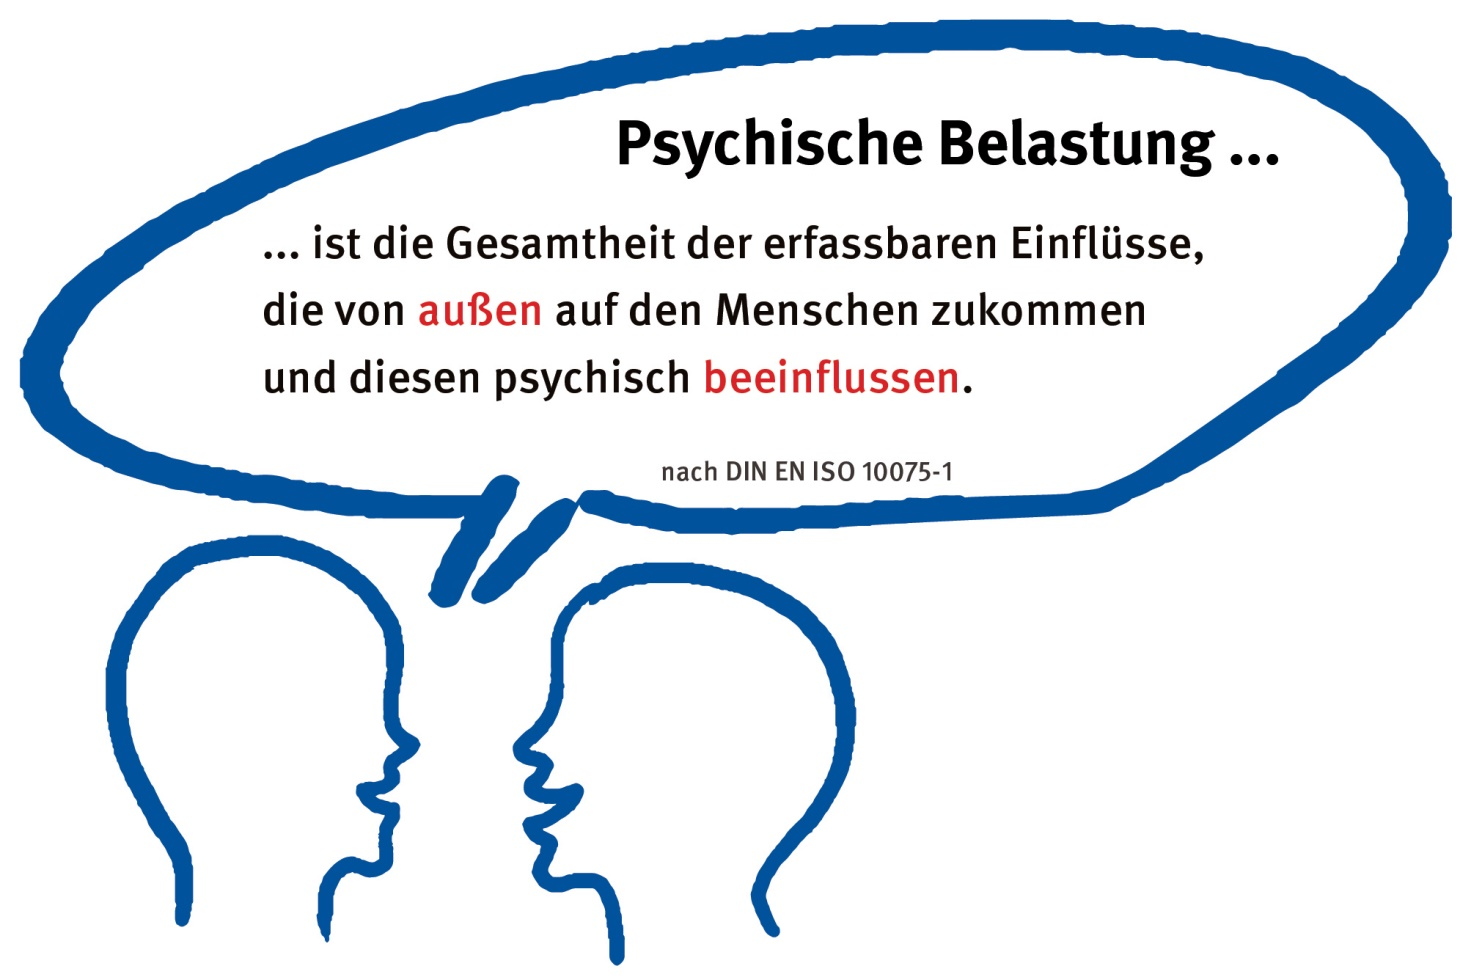 Psychische Belastung ...
... ist die Gesamtheit der erfassbaren Einflüsse,
die von außen auf den Menschen zukommen
und diesen psychisch beeinflussen.
nach DIN EN ISO 10075-1